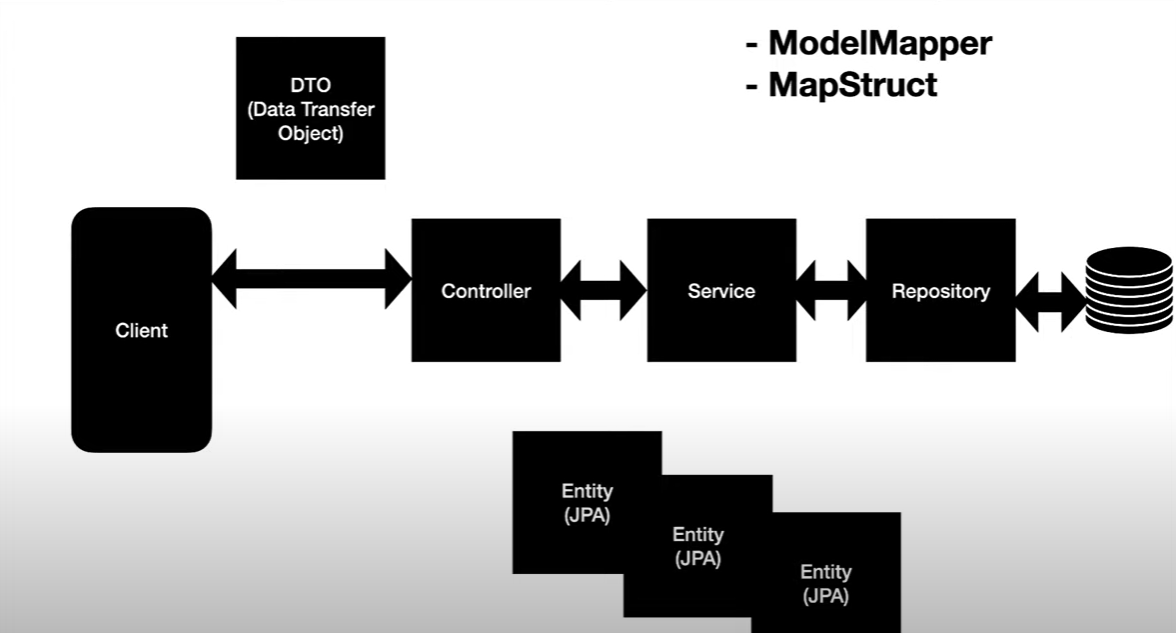 - ModelMapper
- MapStruct
DTO
(Data Transfer
Object)
Client
Controller
Service
Repository
Entity
(JPA)
Entity
(JPA)
Entity
(JPA)